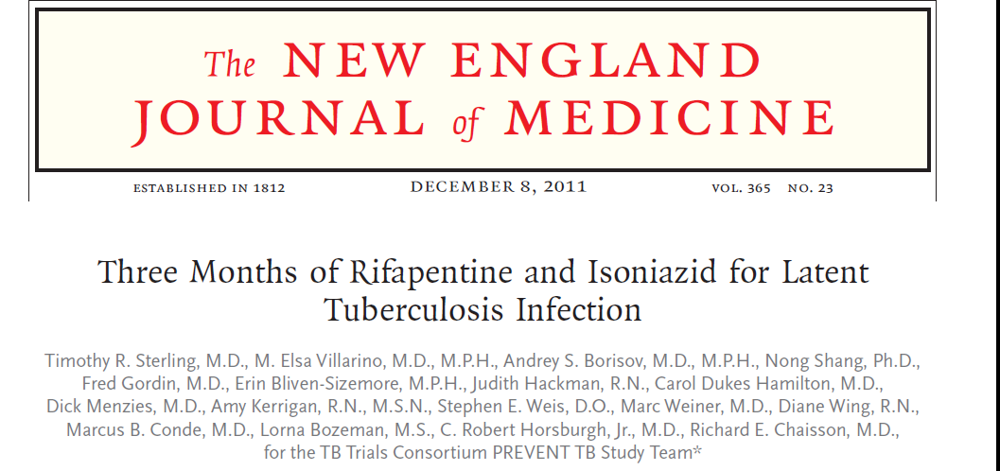 The NEW ENGLAND
JOURNAL of MEDICINE
ESTABLISHED IN 1812 DECEMBER 8, 2011 VOL. 365 NO. 23
Three Months of Rifapentine and Isoniazid for Latent
Tuberculosis Infection
Timothy R. Sterling, M.D., M. Elsa Villarino, M.D., M.P.H., Andrey S. Borisov, M.D., M.P.H., Nong Shang, Ph.D.,
Fred Gordin, M.D., Erin Bliven-Sizemore, M.P.H., Judith Hackman, R.N., Carol Dukes Hamilton, M.D.,
Dick Menzies, M.D., Amy Kerrigan, R.N., M.S.N., Stephen E. Weis, D.O., Marc Weiner, M.D., Diane Wing, R.N.,
Marcus B. Conde, M.D., Lorna Bozeman, M.S., C. Robert Horsburgh, Jr., M.D., Richard E. Chaisson, M.D.,
for the TB Trials Consortium PREVENT TB Study Team*